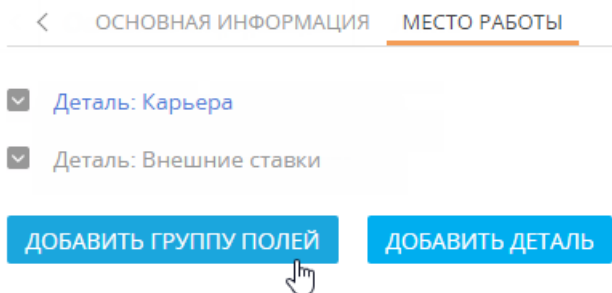 ОСНОВНАЯ ИНФОРМАЦИЯ МЕСТО РАБОТЫ
Деталь: Карьера
Деталь: Внешние ставки
ДОБАВИТЬ ГРУППУ ПОЛЕЙ ДОБАВИТЬ ДЕТАЛЬ